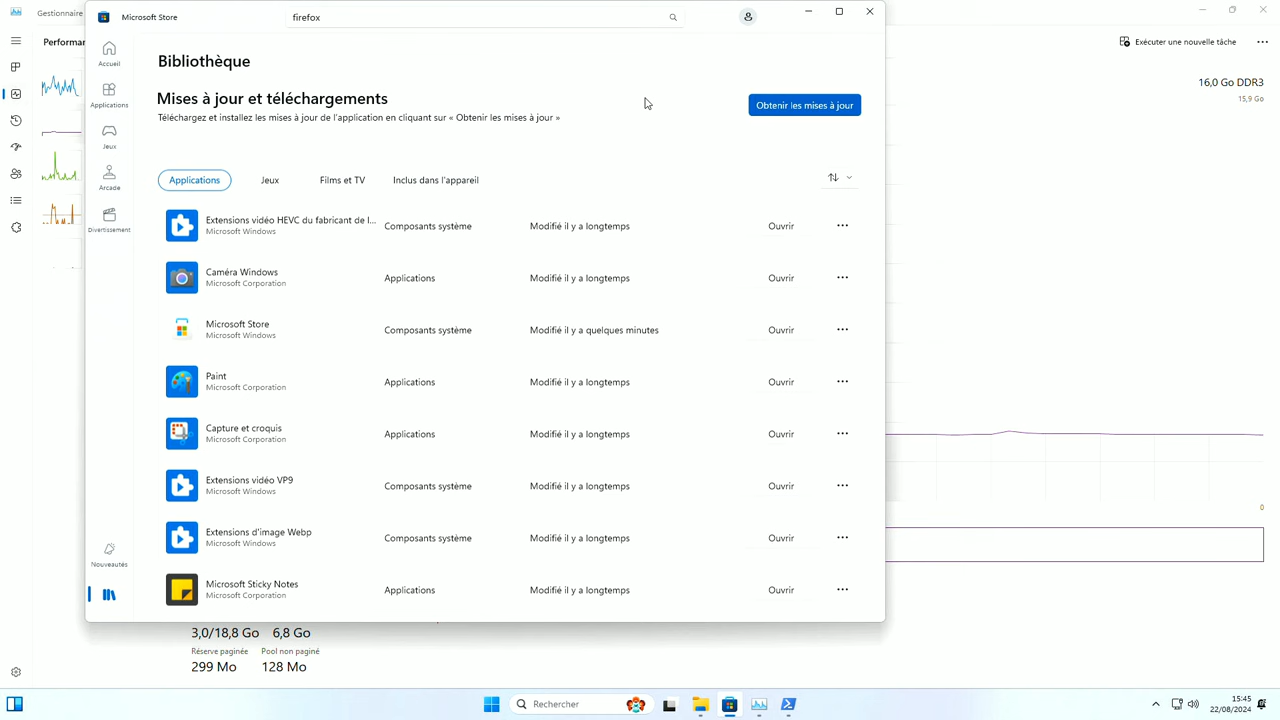 Gestionnaire
Microsoft Store
firefox
Performan
Exécuter une nouvelle tâche
16,0 Go DDR3
15,9 Go
Accueil
Applications
Jeux
Arcade
Divertissement
Nouveautés
Bibliothèque
Mises à jour et téléchargements
Téléchargez et installez les mises à jour de l'application en cliquant sur « Obtenir les mises à jour »
Obtenir les mises à jour
Applications
Jeux
Films et TV
Inclus dans l'appareil
Extensions vidéo HEVC du fabricant de l...
Microsoft Windows
Composants système
Modifié il y a longtemps
Ouvrir
Caméra Windows
Microsoft Corporation
Applications
Modifié il y a longtemps
Ouvrir
Microsoft Store
Microsoft Windows
Composants système
Modifié il y a quelques minutes
Ouvrir
Paint
Microsoft Corporation
Applications
Modifié il y a longtemps
Ouvrir
Capture et croquis
Microsoft Corporation
Applications
Modifié il y a longtemps
Ouvrir
Extensions vidéo VP9
Microsoft Windows
Composants système
Modifié il y a longtemps
Ouvrir
Extensions d'image Webp
Microsoft Windows
Composants système
Modifié il y a longtemps
Ouvrir
Microsoft Sticky Notes
Microsoft Corporation
Applications
Modifié il y a longtemps
Ouvrir
0
3,0/18,8 Go 6,8 Go
Réserve paginée Pool non paginé
299 Mo 128 Mo
Rechercher
15:45
22/08/2024